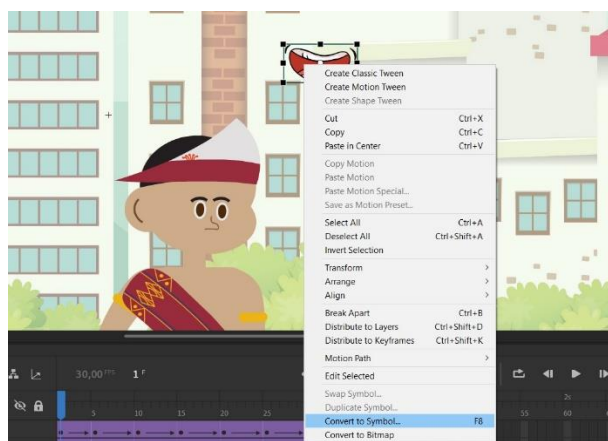 Create Classic Tween
Create Motion Tween
Create Shape Tween
Cut Ctrl+X
Copy Ctrl+C
Paste in Center Ctrl+V
Copy Motion
Paste Motion
Paste Motion Special...
Save as Motion Preset...
Select All Ctrl+A
Deselect All Ctrl+Shift+A
Invert Selection
Transform
Arrange
Align
Break Apart Ctrl+B
Distribute to Layers Ctrl+Shift+D
Distribute to Keyframes Ctrl+Shift+K
Motion Path
Edit Selected
Swap Symbol...
Duplicate Symbol...
Convert to Symbol... F8
Convert to Bitmap
30,00 FPS 1 F
5 10 15 20 25 55 60
2s